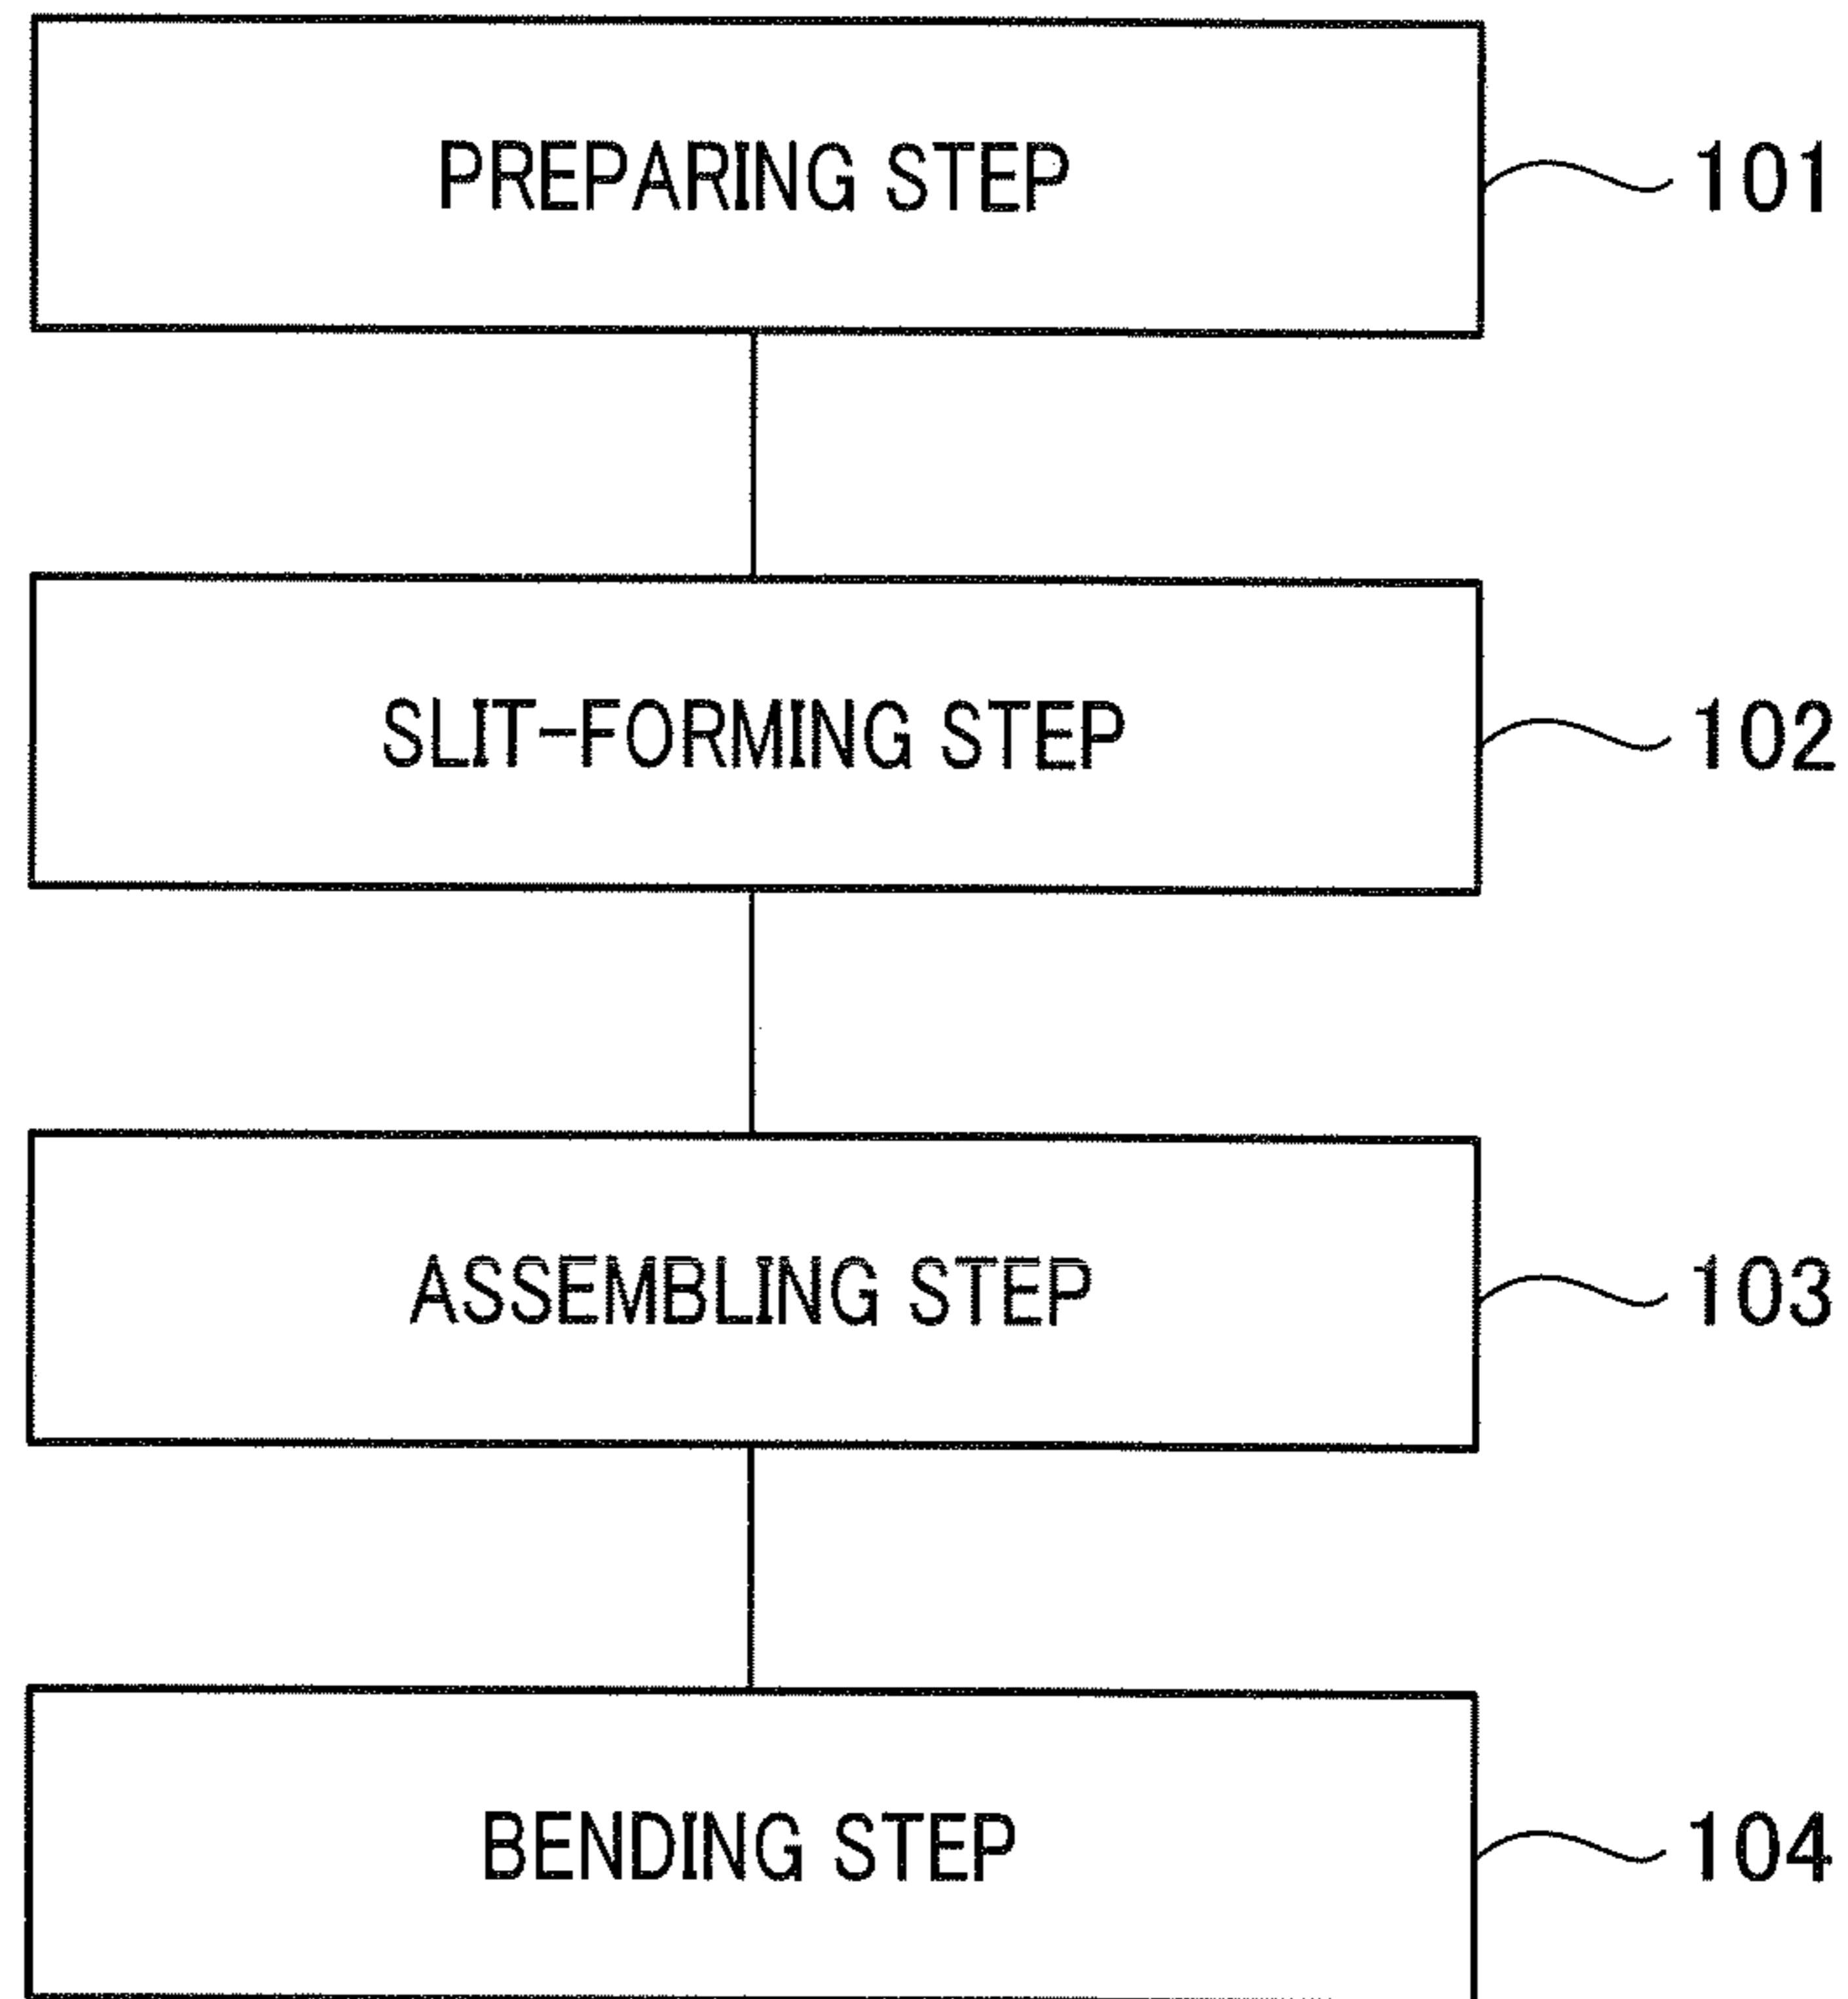 PREPARING STEP 101
SLIT-FORMING STEP 102
ASSEMBLING STEP 103
BENDING STEP 104